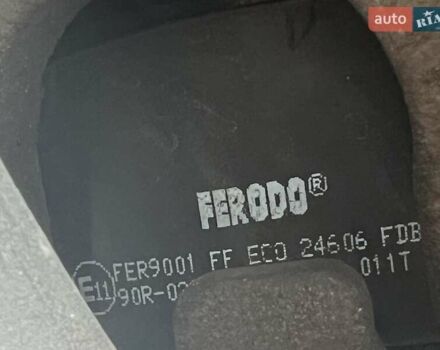 auto RIA
FERODO®
FER9001 FF ECO 24606 FDB
E11 90R-02 011T